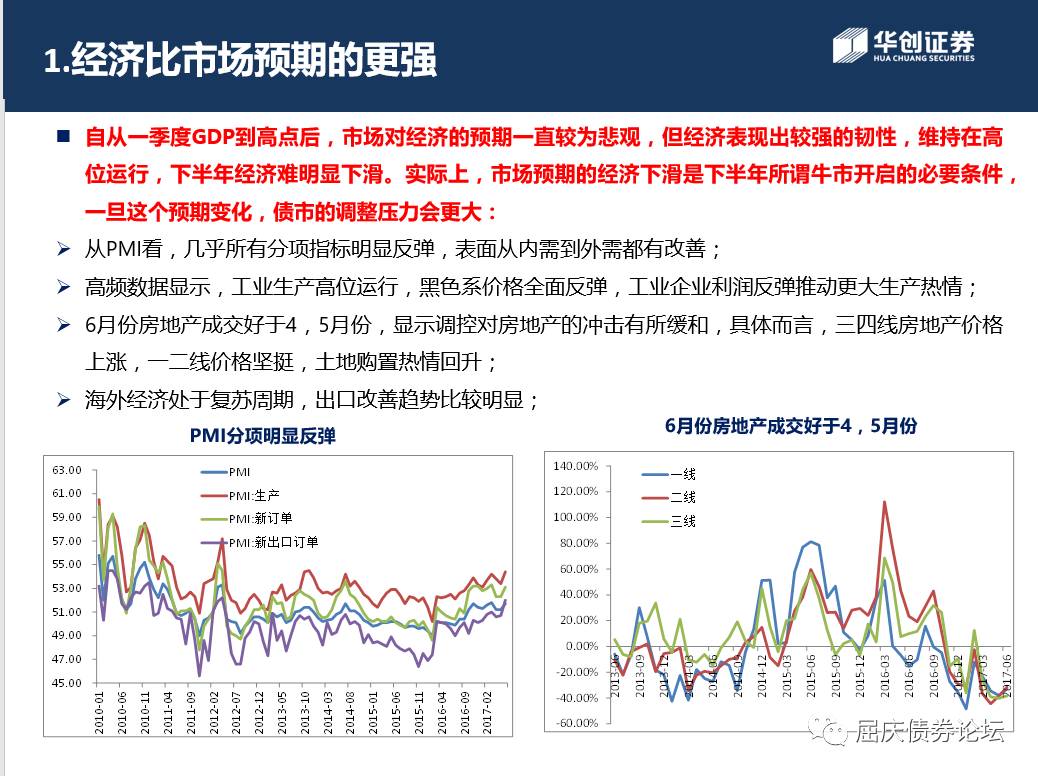 1.经济比市场预期的更强
华创证券
HUA CHUANG SECURITIES
自从一季度GDP到高点后，市场对经济的预期一直较为悲观，但经济表现出较强的韧性，维持在高
位运行，下半年经济难明显下滑。实际上，市场预期的经济下滑是下半年所谓牛市开启的必要条件，
一旦这个预期变化，债市的调整压力会更大：
从PMI看，几乎所有分项指标明显反弹，表面从内需到外需都有改善；
高频数据显示，工业生产高位运行，黑色系价格全面反弹，工业企业利润反弹推动更大生产热情；
6月份房地产成交好于4，5月份，显示调控对房地产的冲击有所缓和，具体而言，三四线房地产价格
上涨，一二线价格坚挺，土地购置热情回升；
海外经济处于复苏周期，出口改善趋势比较明显；
PMI分项明显反弹
63.00
61.00
59.00
57.00
55.00
53.00
51.00
49.00
47.00
45.00
PMI
PMI:生产
PMI:新订单
PMI:新出口订单
2010-01
2010-06
2010-11
2011-04
2011-09
2012-02
2012-07
2012-12
2013-05
2013-10
2014-03
2014-08
2015-01
2015-06
2015-11
2016-04
2016-09
2017-02
6月份房地产成交好于4，5月份
140.00%
120.00%
100.00%
80.00%
60.00%
40.00%
20.00%
0.00%
-20.00%
-40.00%
-60.00%
一线
二线
三线
2013-06
2013-09
2013-12
2014-03
2014-06
2014-09
2014-12
2015-03
2015-06
2015-09
2015-12
2016-03
2016-06
2016-09
2016-12
2017-03
2017-06
屈庆债券论坛